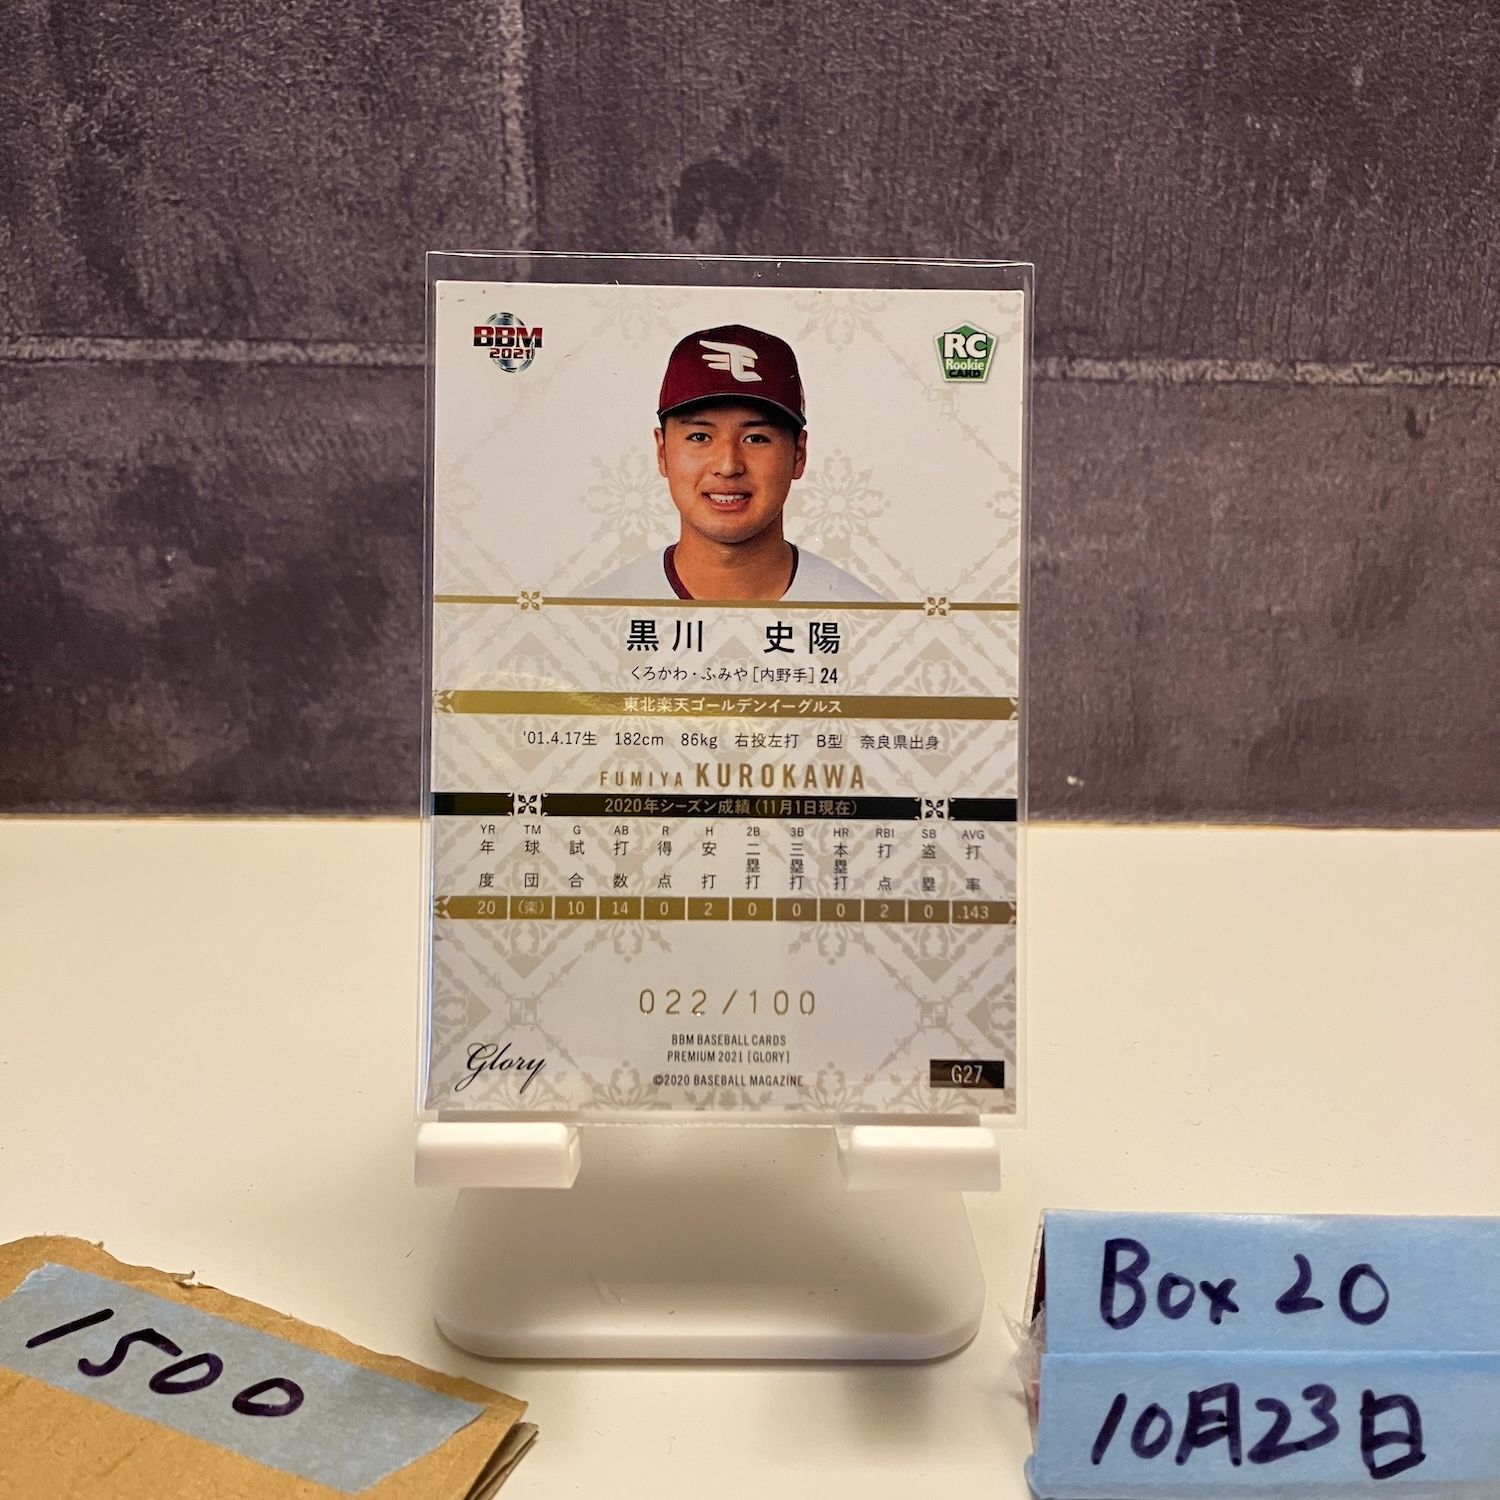 BBM
2021
RC
Rookie
CARD
黒川 史陽
くろかわ・ふみや[内野手]24
東北楽天ゴールデンイーグルス
'01.4.17生 182cm 86kg 右投左打 B型 奈良県出身
FUMIYA KUROKAWA
2020年シーズン成績(11月1日現在)
YR TM G AB R H 2B 3B HR RBI SB AVG
年度 球団 試合 打数 得点 安打 二塁打 三塁打 本塁打 打点 盗塁 打率
20 (楽) 10 14 0 2 0 0 0 2 0 .143
022/100
BBM BASEBALL CARDS
PREMIUM 2021 [GLORY]
©2020 BASEBALL MAGAZINE
Glory
G27
1500
Box 20
10月23日